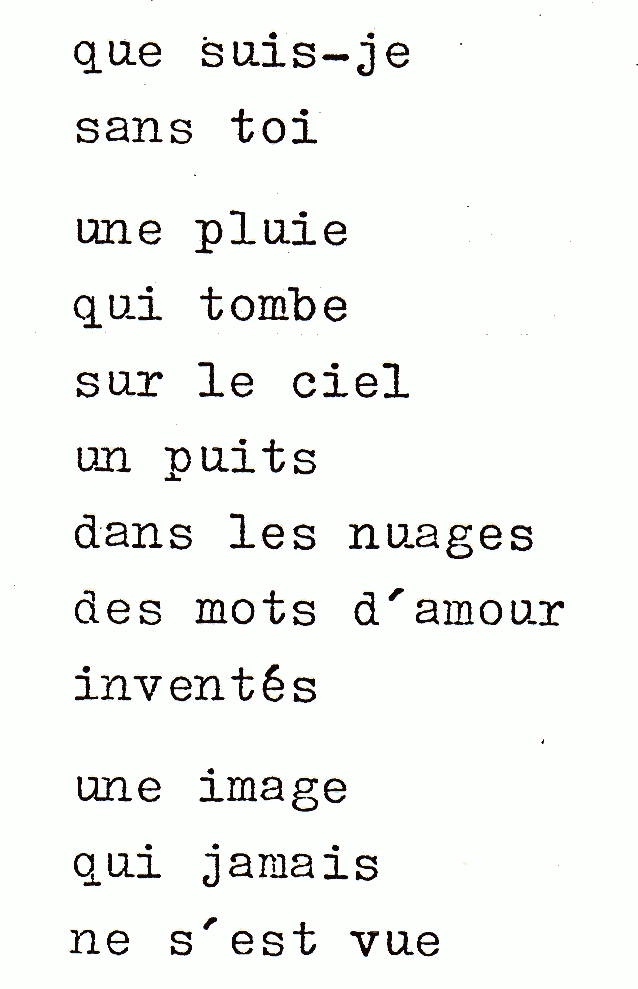 que suis-je
sans toi
une pluie
qui tombe
sur le ciel
un puits
dans les nuages
des mots d'amour
inventés
une image
qui jamais
ne s'est vue